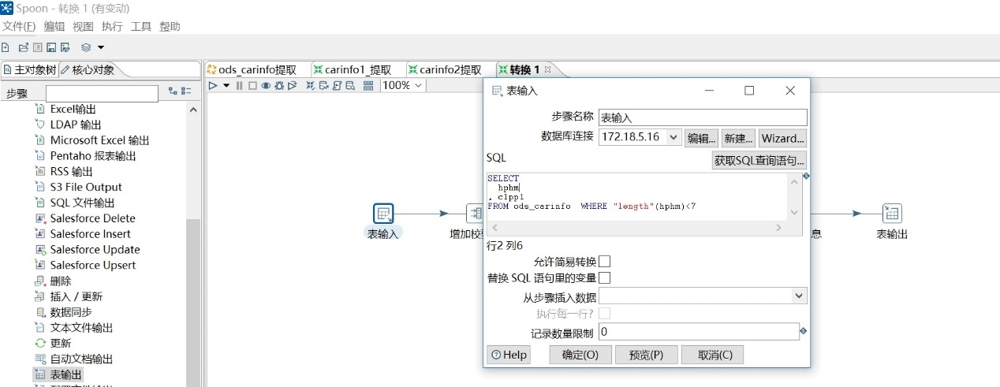 Spoon - 转换 1 (有变动)
文件(F) 编辑 视图 执行 工具 帮助
主对象树 核心对象
步骤
Excel输出
LDAP 输出
Microsoft Excel 输出
Pentaho 报表输出
RSS 输出
S3 File Output
SQL 文件输出
Salesforce Delete
Salesforce Insert
Salesforce Update
Salesforce Upsert
删除
插入 / 更新
数据同步
文本文件输出
更新
自动文档输出
表输出
ods_carinfo提取 carinfo1_提取 carinfo2提取 转换 1
100%
表输入
增加校
息
表输出
表输入
步骤名称 表输入
数据库连接 172.18.5.16 编辑... 新建... Wizard...
SQL 获取SQL查询语句...
SELECT
hphm
, clpp1
FROM ods_carinfo WHERE "length"(hphm)<7
行2 列6
允许简易转换
替换 SQL 语句里的变量
从步骤插入数据
执行每一行?
记录数量限制 0
Help 确定(O) 预览(P) 取消(C)